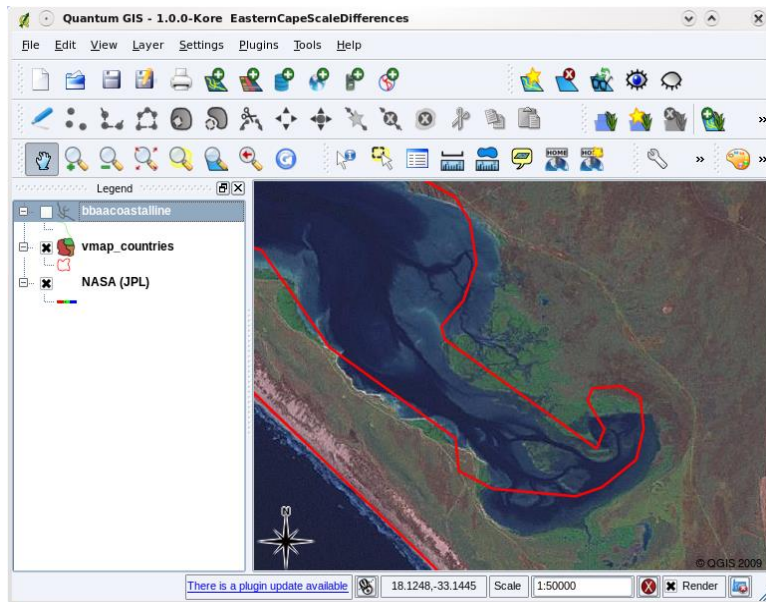 Quantum GIS - 1.0.0-Kore EasternCapeScaleDifferences
File Edit View Layer Settings Plugins Tools Help
HOME
Legend
bbaacoastalline
vmap_countries
NASA (JPL)
© QGIS 2009
There is a plugin update available 18.1248,-33.1445 Scale 1:50000 Render